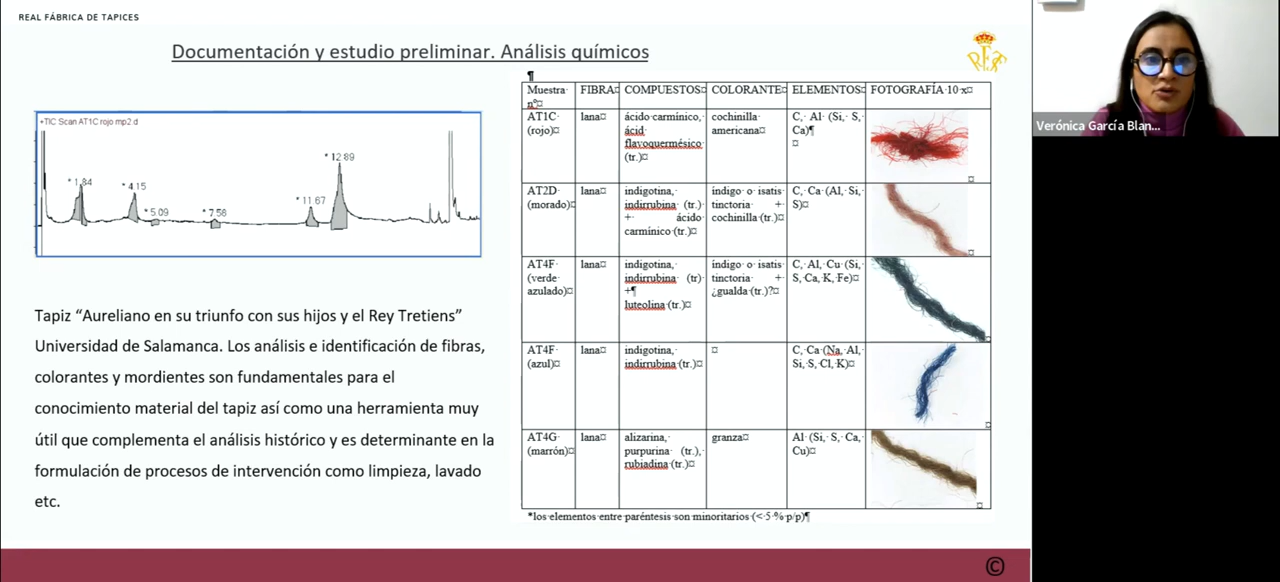 REAL FÁBRICA DE TAPICES
Documentación y estudio preliminar. Análisis químicos
+TIC Scan AT1C rojo mp2.d
* 1.84
* 4.15
* 5.09
* 7.58
* 11.67
* 12.89
Tapiz “Aureliano en su triunfo con sus hijos y el Rey Tretiens”
Universidad de Salamanca. Los análisis e identificación de fibras,
colorantes y mordientes son fundamentales para el
conocimiento material del tapiz así como una herramienta muy
útil que complementa el análisis histórico y es determinante en la
formulación de procesos de intervención como limpieza, lavado
etc.
¶
Muestra· nº¤ FIBRA¤ COMPUESTOS¤ COLORANTE¤ ELEMENTOS¤ FOTOGRAFÍA·10·x¤
AT1C· (rojo)¤ lana¤ ácido·carmínico,· ácid· flavoquermésico (tr.)¤ cochinilla· americana¤ C,· Al· (Si,· S,· Ca)¶ ¤
AT2D· (morado)¤ lana¤ indigotina,· indirrubina (tr.) +· ácido· carmínico·(tr.)¤ índigo· o· isatis· tinctoria +· cochinilla·(tr.)¤ C,· Ca· (Al,· Si,· S)¤
AT4F· (verde· azulado)¤ lana¤ indigotina,· indirrubina (tr)· +¶ luteolina·(tr.)¤ índigo· o· isatis· tinctoria +· ¿gualda·(tr.)?¤ C,· Al,· Cu· (Si,· S,·Ca,·K,·Fe)¤
AT4F· (azul)¤ lana¤ indigotina,· indirrubina·(tr.)¤ ¤ C,· Ca·(Na,·Al,· Si,·S,·Cl,·K)¤
AT4G· (marrón)¤ lana¤ alizarina,· purpurina (tr.),· rubiadina·(tr.)¤ granza¤ Al· (Si,· S,· Ca,· Cu)¤
*los·elementos·entre·paréntesis·son·minoritarios·(<·5·%·p/p)¶
©
Verónica García Blan...